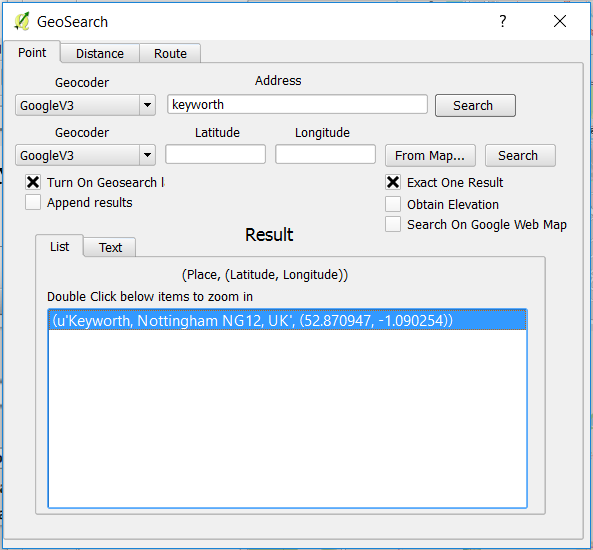 GeoSearch
Point Distance Route
Geocoder Address
GoogleV3 keyworth Search
Geocoder Latitude Longitude
GoogleV3 From Map... Search
Turn On Geosearch Exact One Result
Append results Obtain Elevation
Search On Google Web Map
Result
List Text
(Place, (Latitude, Longitude))
Double Click below items to zoom in
(u'Keyworth, Nottingham NG12, UK', (52.870947, -1.090254))